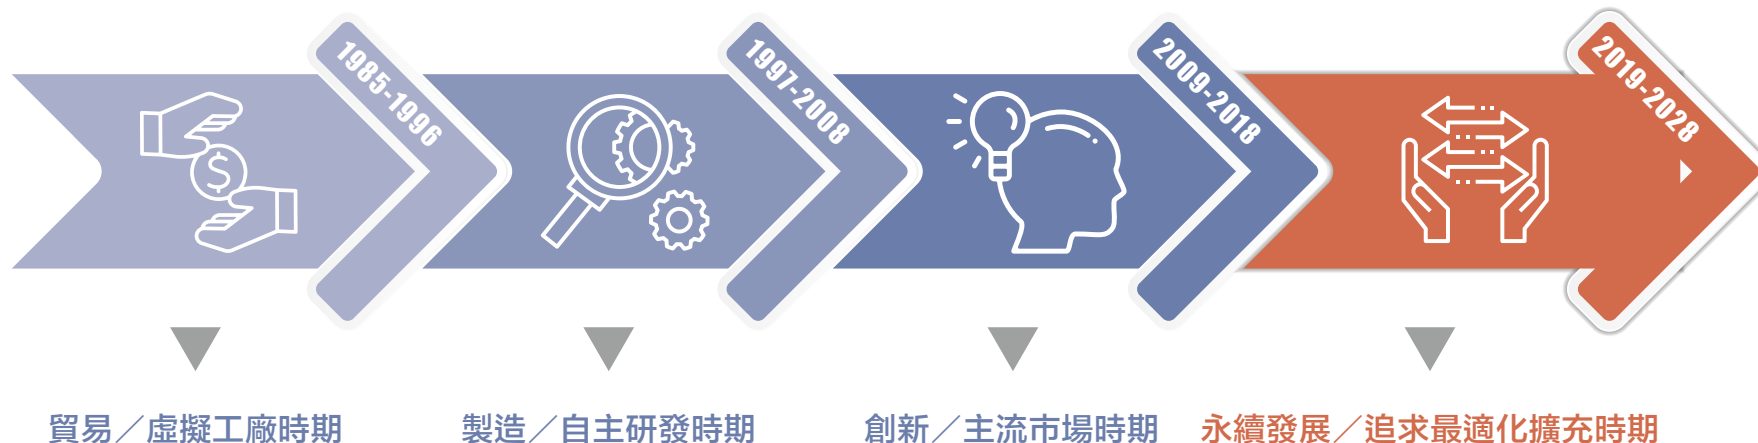 1985-1996
1997-2008
2009-2018
2019-2028
$
貿易／虛擬工廠時期
製造／自主研發時期
創新／主流市場時期
永續發展／追求最適化擴充時期